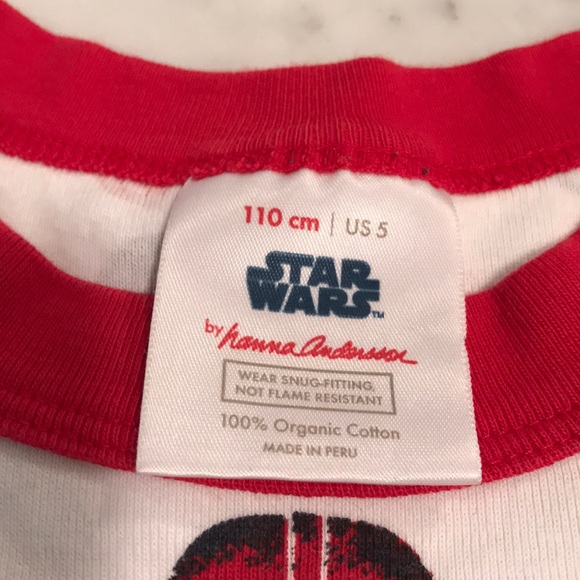 110 cm | US 5
STAR
WARS™
by hanna andersson
WEAR SNUG-FITTING,
NOT FLAME RESISTANT
100% Organic Cotton
MADE IN PERU